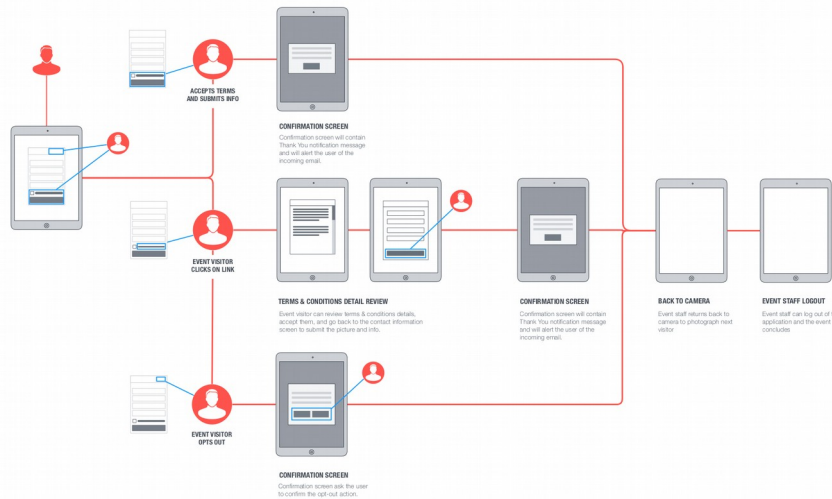 ACCEPTS TERMS
AND SUBMITS INFO
CONFIRMATION SCREEN
Confirmation screen will contain
Thank You notification message
and will alert the user of the
incoming email.
EVENT VISITOR
CLICKS ON LINK
TERMS & CONDITIONS DETAIL REVIEW
Event visitor can review terms & conditions details,
accept them, and go back to the contact information
screen to submit the picture and info.
CONFIRMATION SCREEN
Confirmation screen will contain
Thank You notification message
and will alert the user of the
incoming email.
BACK TO CAMERA
Event staff returns back to
camera to photograph next
visitor
EVENT STAFF LOGOUT
Event staff can log out of
application and the event
concludes
EVENT VISITOR
OPTS OUT
CONFIRMATION SCREEN
Confirmation screen ask the user
to confirm the opt-out action.